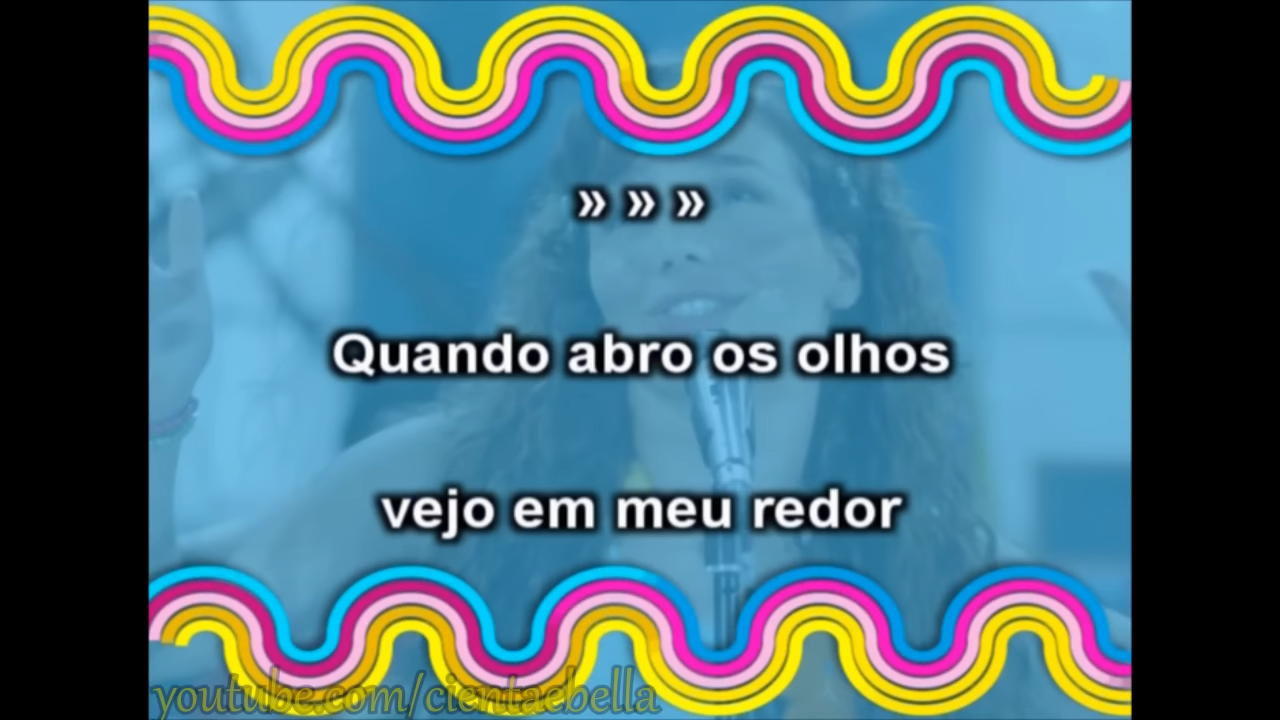 » » »
Quando abro os olhos
vejo em meu redor
youtube.com/cientaebella